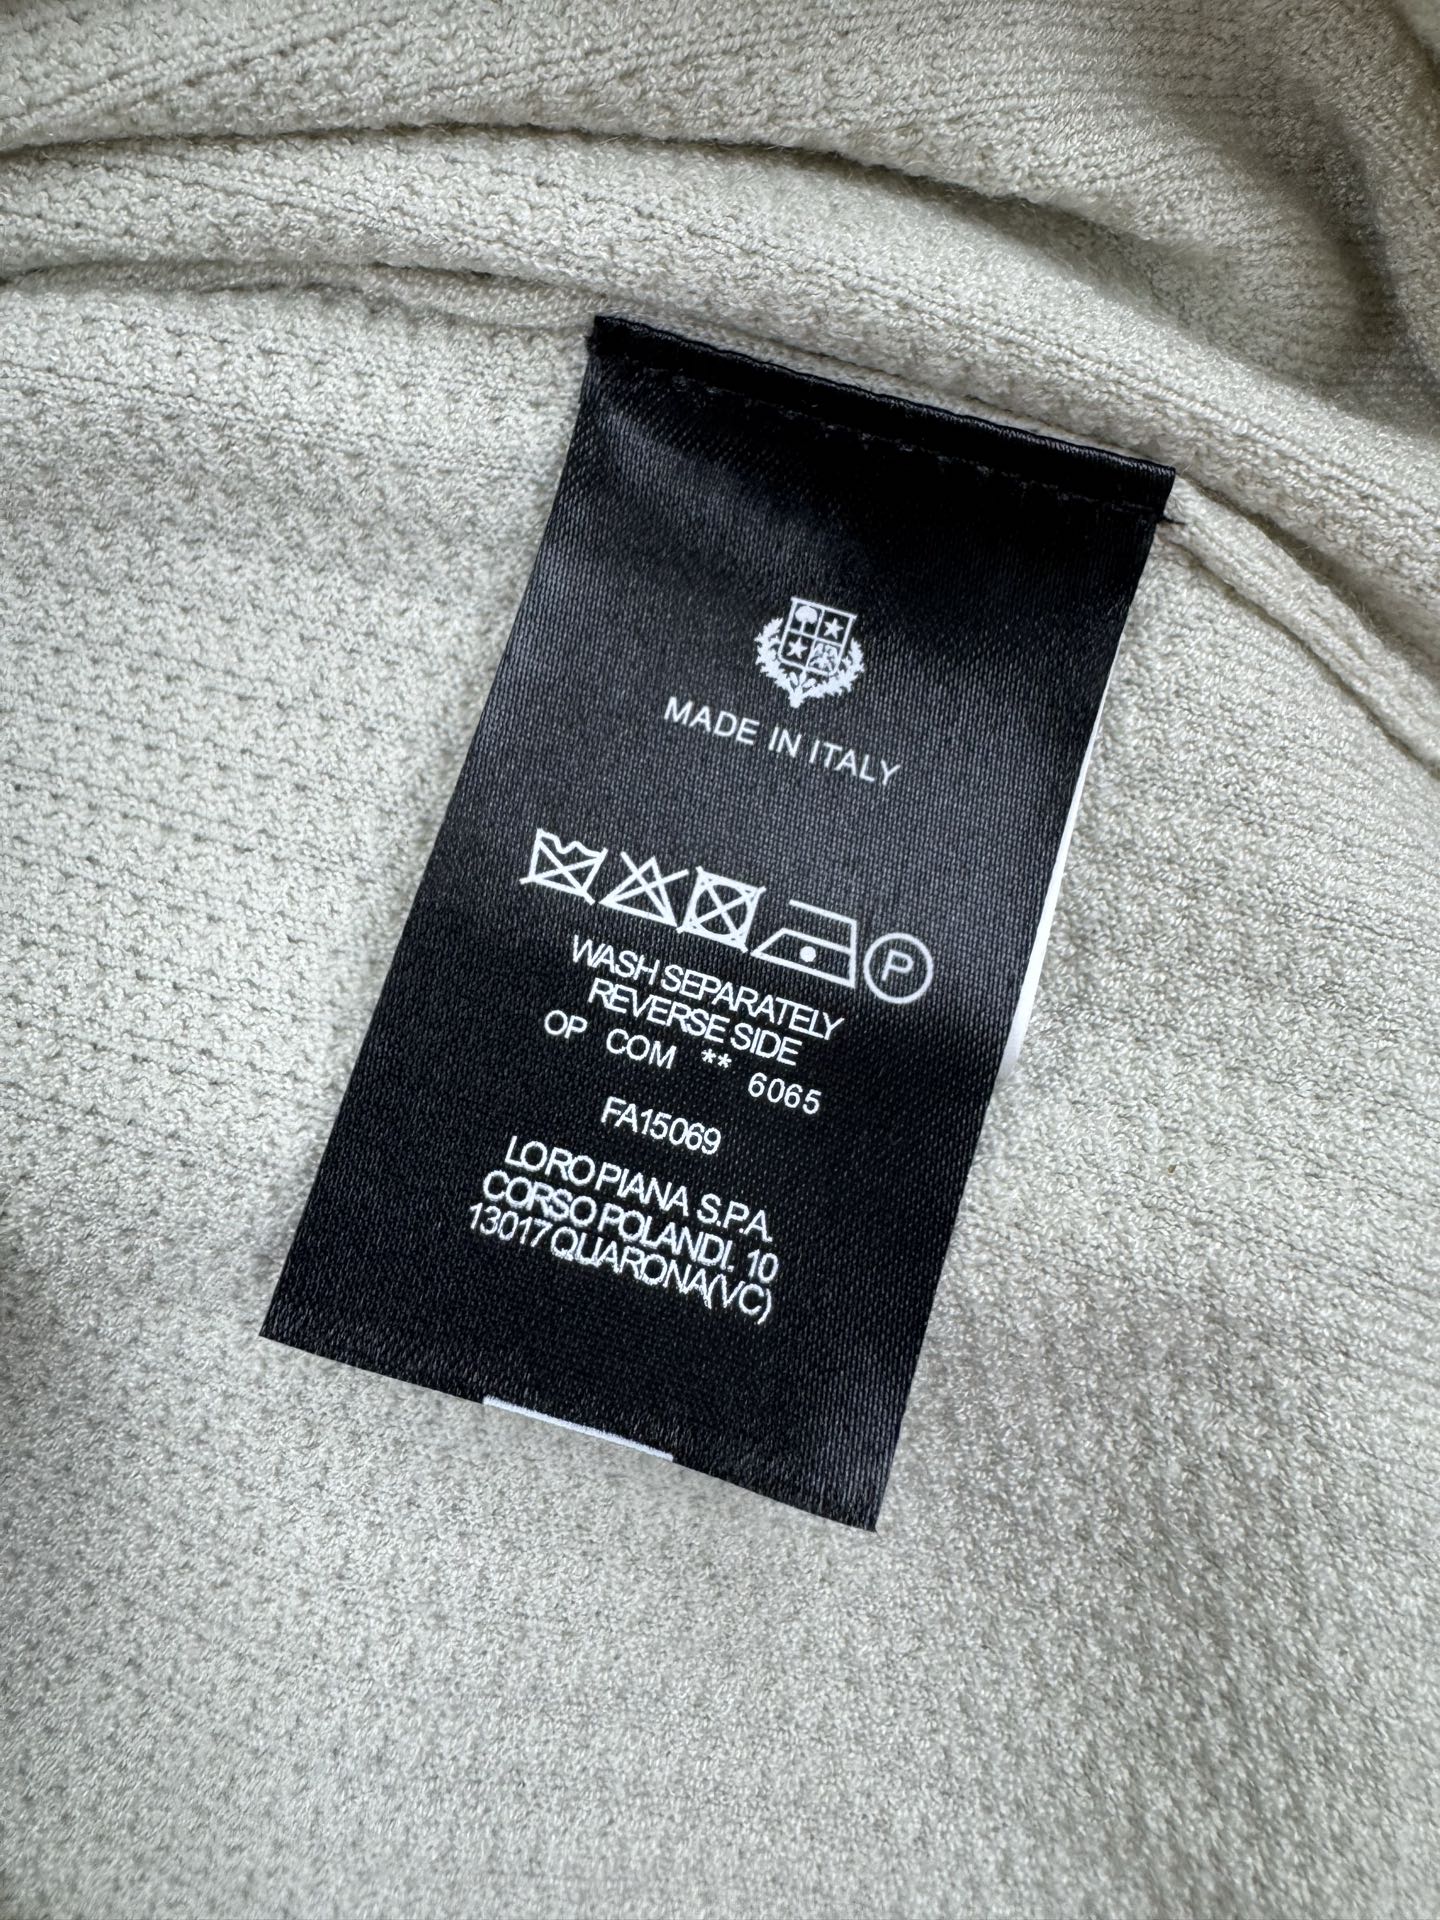 MADE IN ITALY
P
WASH SEPARATELY
REVERSE SIDE
OP COM ** 6065
FA15069
LORO PIANA S.P.A.
CORSO POLANDI. 10
13017 QUARONA(VC)